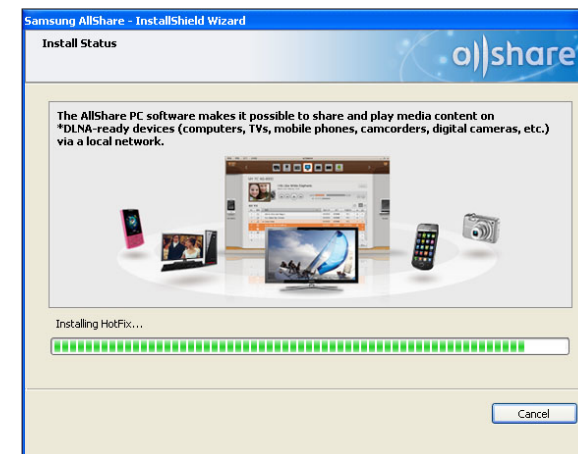 Samsung AllShare - InstallShield Wizard
Install Status
allshare
The AllShare PC software makes it possible to share and play media content on
*DLNA-ready devices (computers, TVs, mobile phones, camcorders, digital cameras, etc.)
via a local network.
Installing HotFix...
Cancel